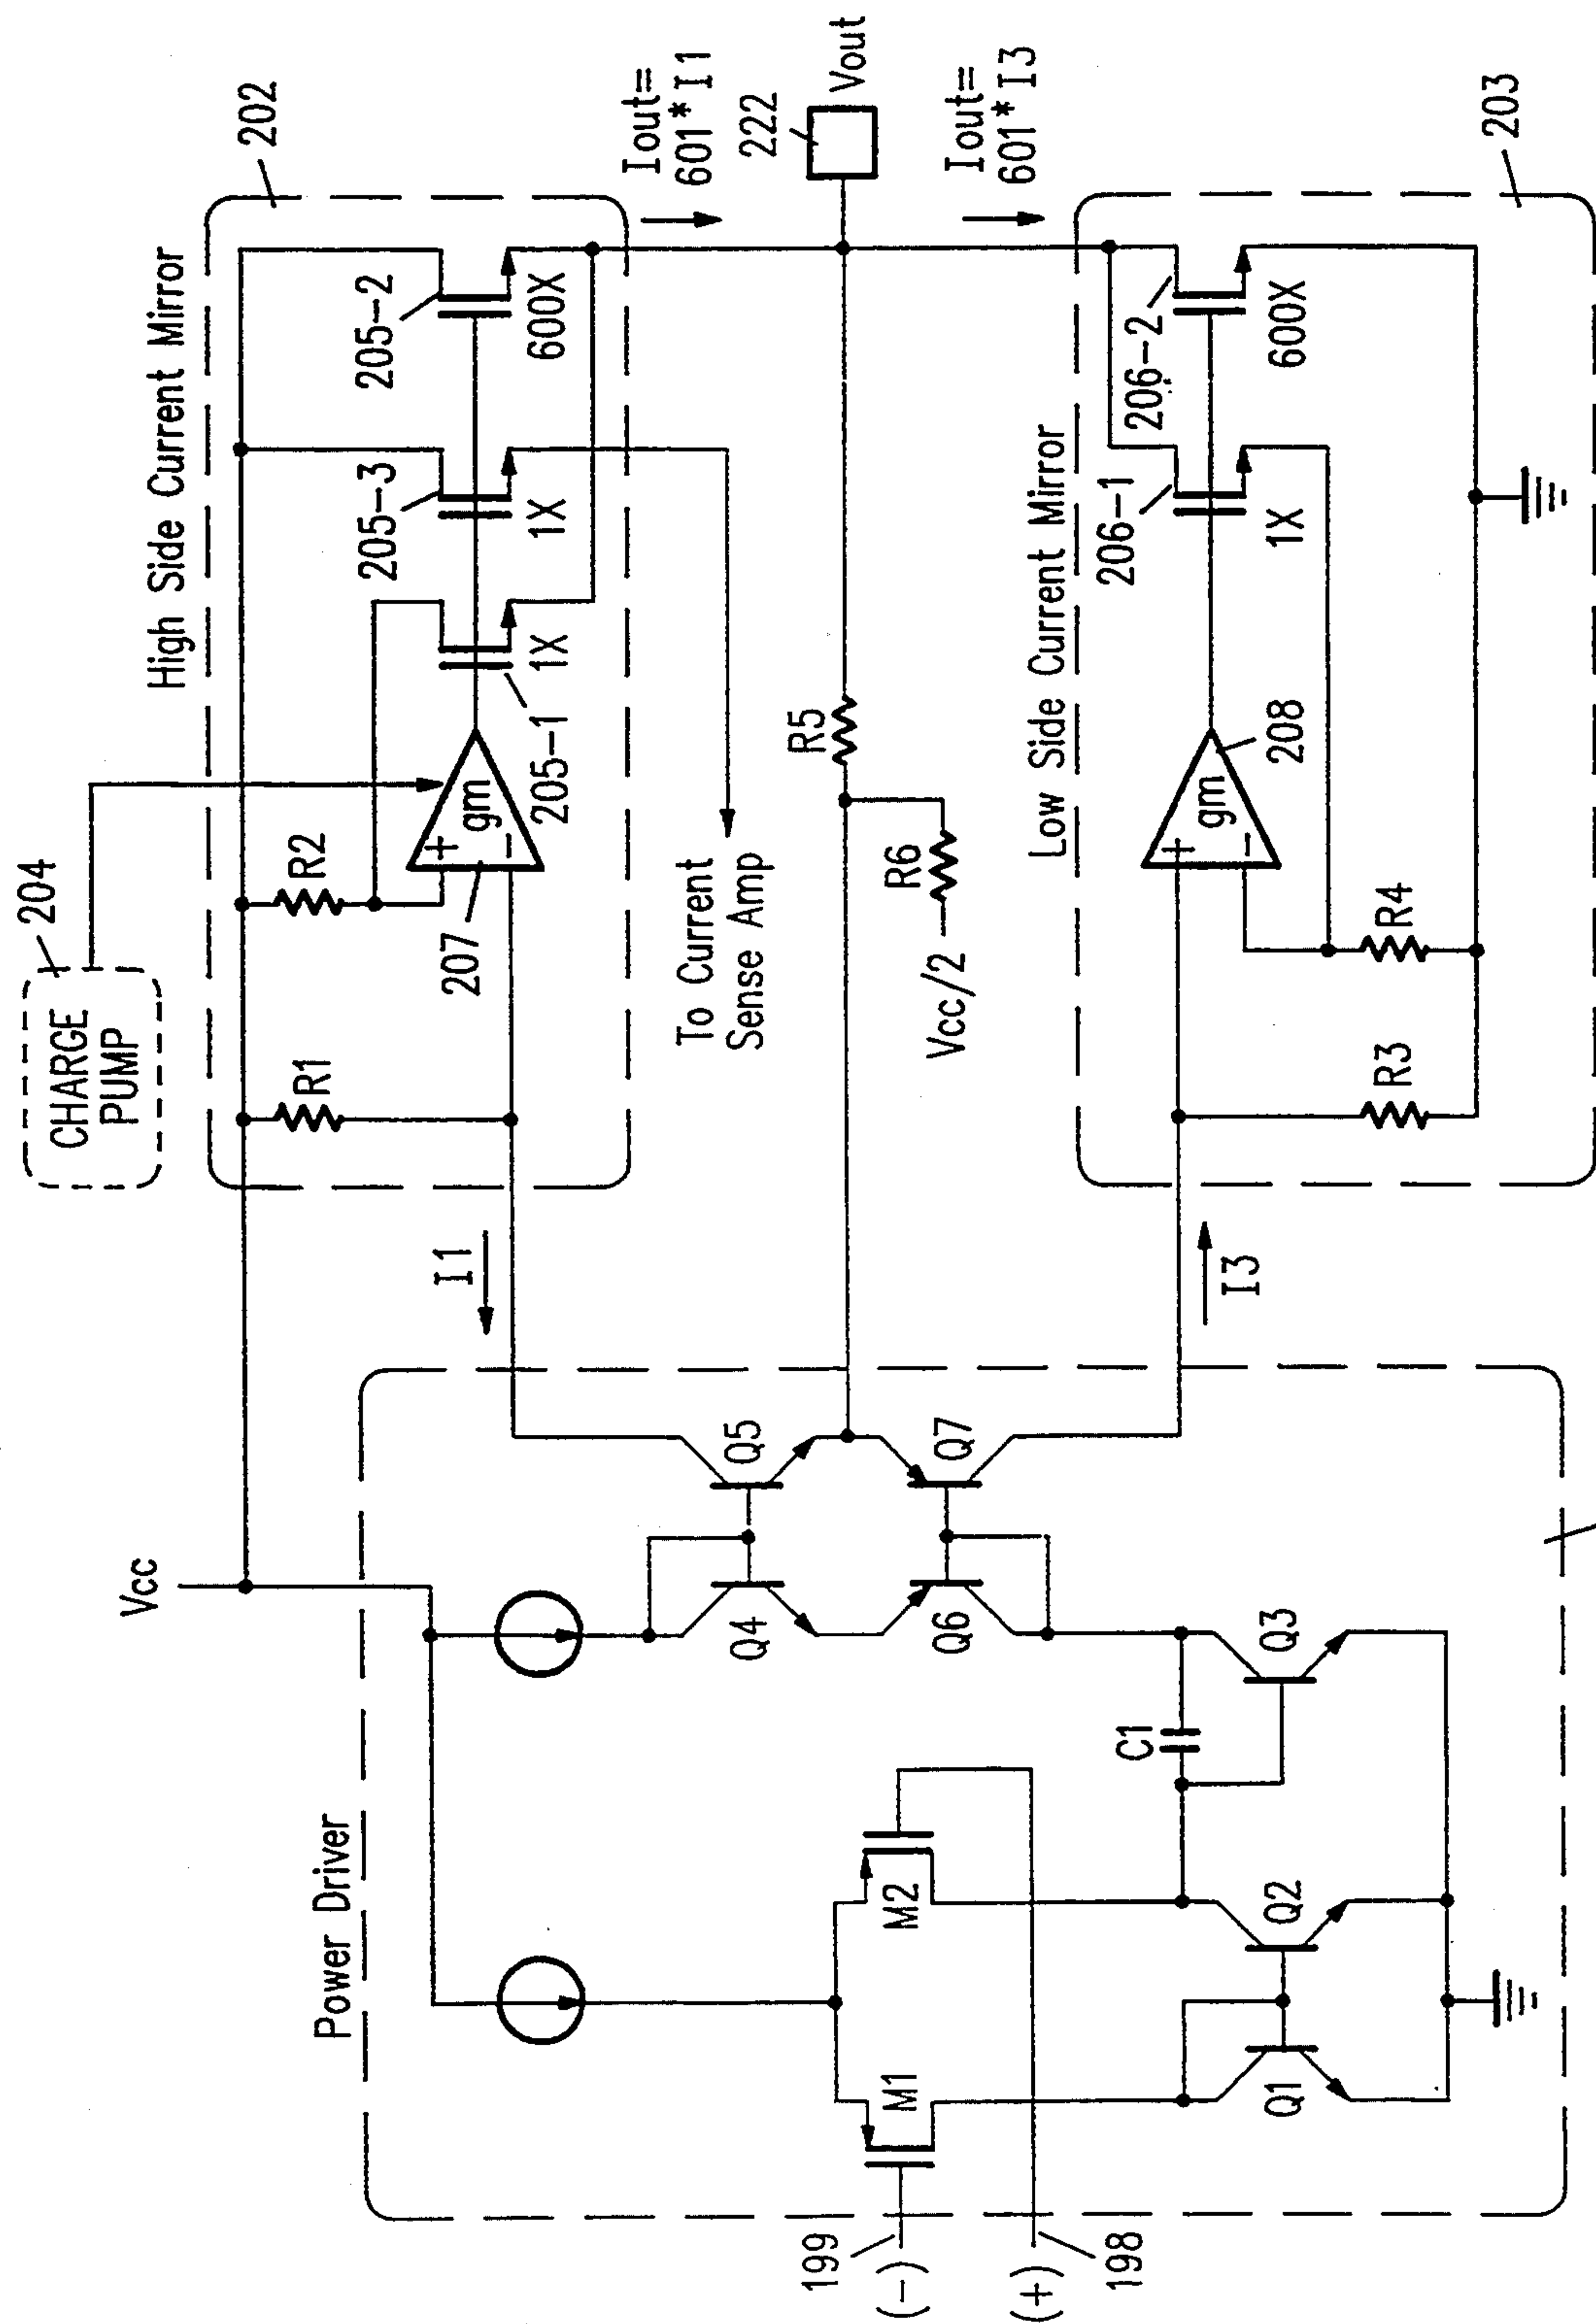 CHARGE
PUMP
204
High Side Current Mirror
202
R1
R2
+
gm
−
207
205-1
1X
205-3
1X
205-2
600X
Iout=
601*I1
To Current
Sense Amp
I1
Vcc
Power Driver
R5
R6
Vcc/2
222
Vout
Iout=
601*I3
Q4
Q5
Q6
Q7
I3
Low Side Current Mirror
203
+
gm
−
208
206-1
1X
206-2
600X
R3
R4
M1
M2
199
(-)
(+)
198
C1
Q1
Q2
Q3